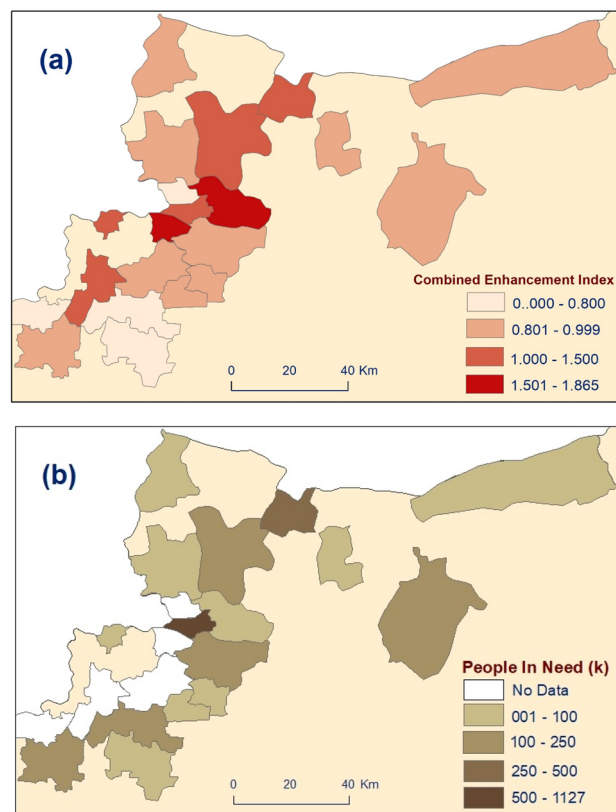 (a)
Combined Enhancement Index
0..000 - 0.800
0.801 - 0.999
1.000 - 1.500
1.501 - 1.865
0 20 40 Km
(b)
People In Need (k)
No Data
001 - 100
100 - 250
250 - 500
500 - 1127
0 20 40 Km